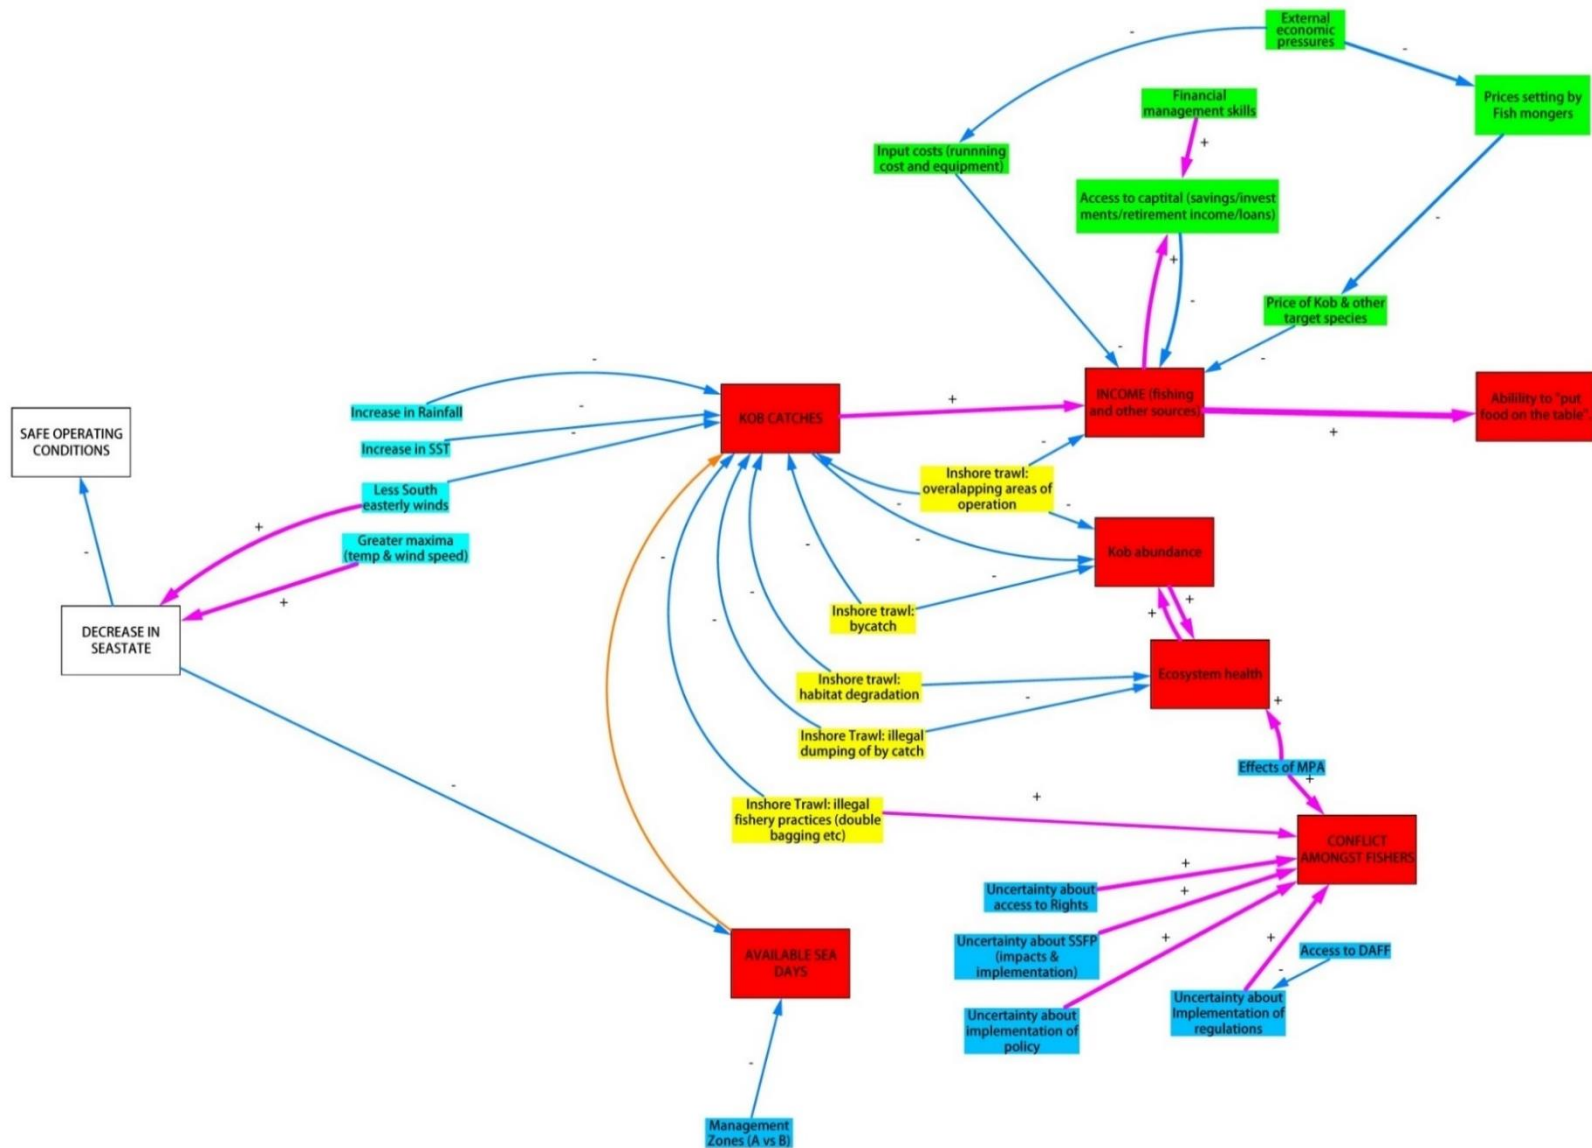 External
economic
pressures
-
-
Prices setting by
Fish mongers
Financial
management skills
+
Input costs (runnning
cost and equipment)
Access to captital (savings/invest
ments/retirement income/loans)
-
+
-
Price of Kob & other
target species
-
-
-
Increase in Rainfall
-
Increase in SST
-
Less South
easterly winds
Greater maxima
(temp & wind speed)
+
+
SAFE OPERATING
CONDITIONS
-
DECREASE IN
SEASTATE
-
KOB CATCHES
+
INCOME (fishing
and other sources)
+
Abilility to "put
food on the table".
Inshore trawl:
overalapping areas of
operation
-
-
-
-
Kob abundance
+
+
Inshore trawl:
bycatch
-
-
Ecosystem health
Inshore trawl:
habitat degradation
-
Inshore Trawl: illegal
dumping of by catch
-
-
+
Effects of MPA
+
Inshore Trawl: illegal
fishery practices (double
bagging etc)
-
+
CONFLICT
AMONGST FISHERS
Uncertainty about
access to Rights
+
Uncertainty about SSFP
(impacts &
implementation)
+
Uncertainty about
implementation of
policy
+
Uncertainty about
Implementation of
regulations
+
Access to DAFF
-
AVAILABLE SEA
DAYS
-
Management
Zones (A vs B)